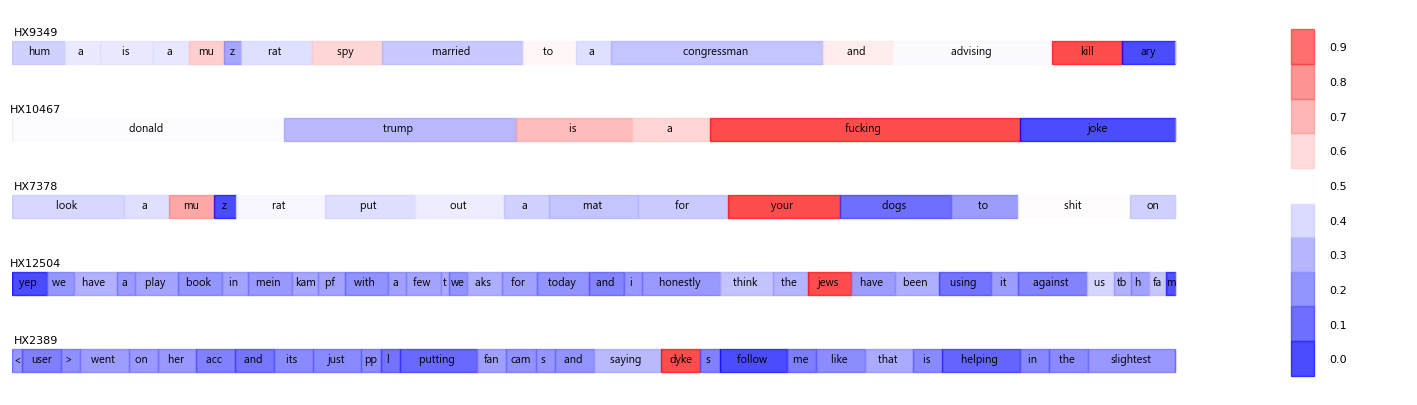 HX9349
hum a is a mu z rat spy married to a congressman and advising kill ary
HX10467
donald trump is a fucking joke
HX7378
look a mu z rat put out a mat for your dogs to shit on
HX12504
yep we have a play book in mein kam pf with a few t we aks for today and i honestly think the jews have been using it against us tb h fa m
HX2389
< user > went on her acc and its just pp l putting fan cam s and saying dyke s follow me like that is helping in the slightest
0.9
0.8
0.7
0.6
0.5
0.4
0.3
0.2
0.1
0.0